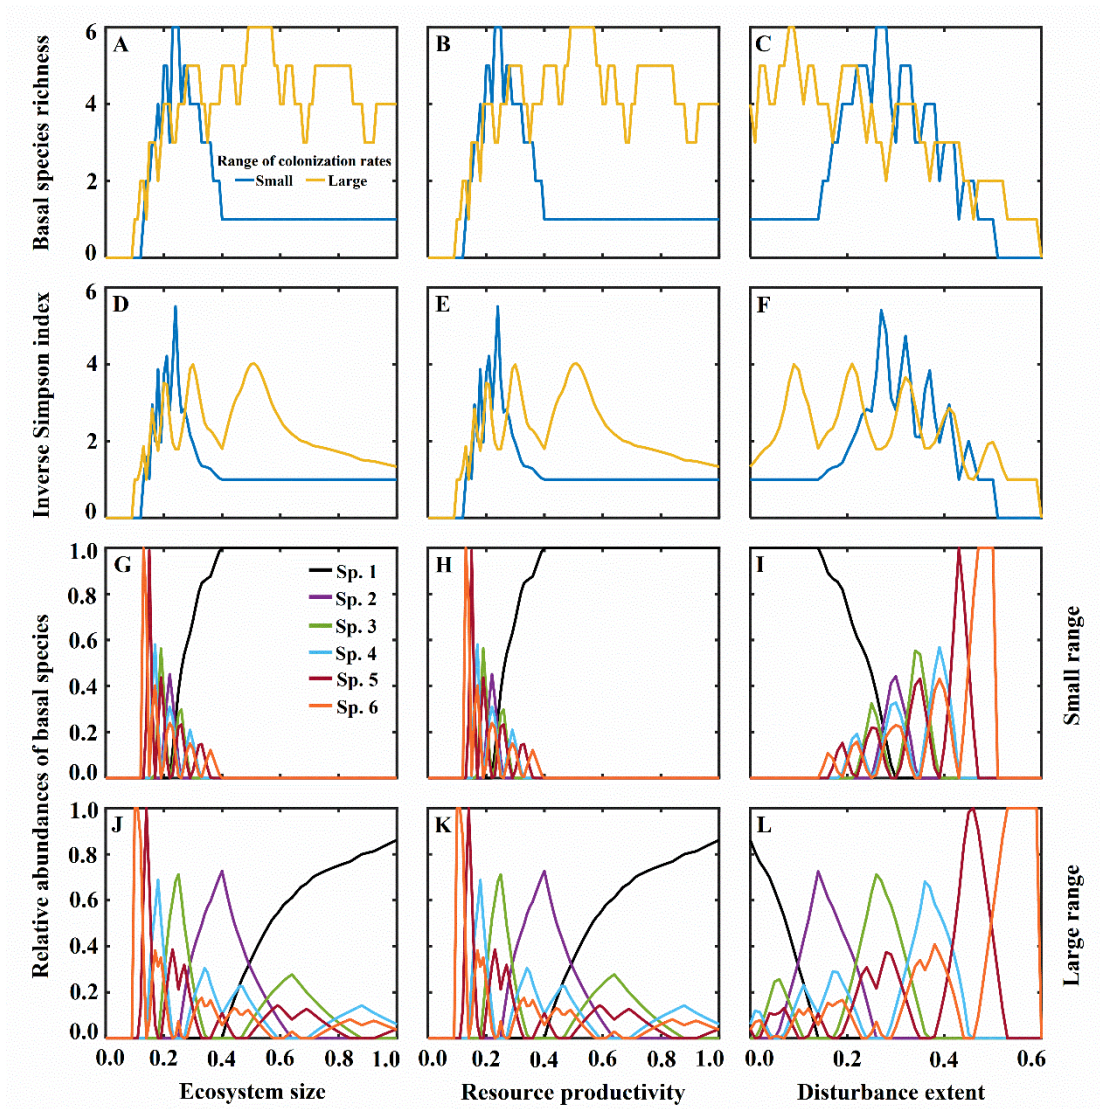 A
B
C
Basal species richness
6
4
2
0
Range of colonization rates
Small
Large
D
E
F
Inverse Simpson index
6
4
2
0
G
H
I
Sp. 1
Sp. 2
Sp. 3
Sp. 4
Sp. 5
Sp. 6
1.0
0.8
0.6
0.4
0.2
0.0
Small range
Relative abundances of basal species
J
K
L
1.0
0.8
0.6
0.4
0.2
0.0
Large range
0.0 0.2 0.4 0.6 0.8 1.0
0.2 0.4 0.6 0.8 1.0
0.0 0.2 0.4 0.6
Ecosystem size
Resource productivity
Disturbance extent